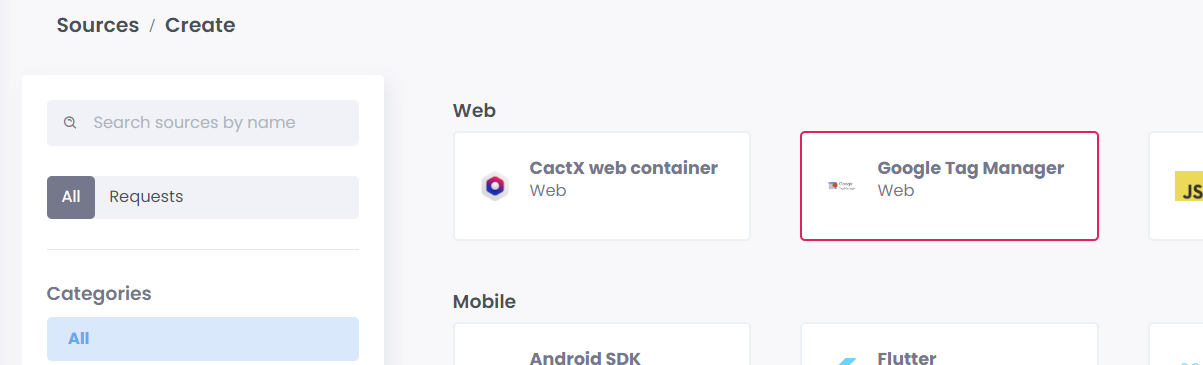 Sources / Create
Search sources by name
All Requests
Categories
All
Web
CactX web container
Web
Google Tag Manager
Web
JS
Mobile
Android SDK
Flutter